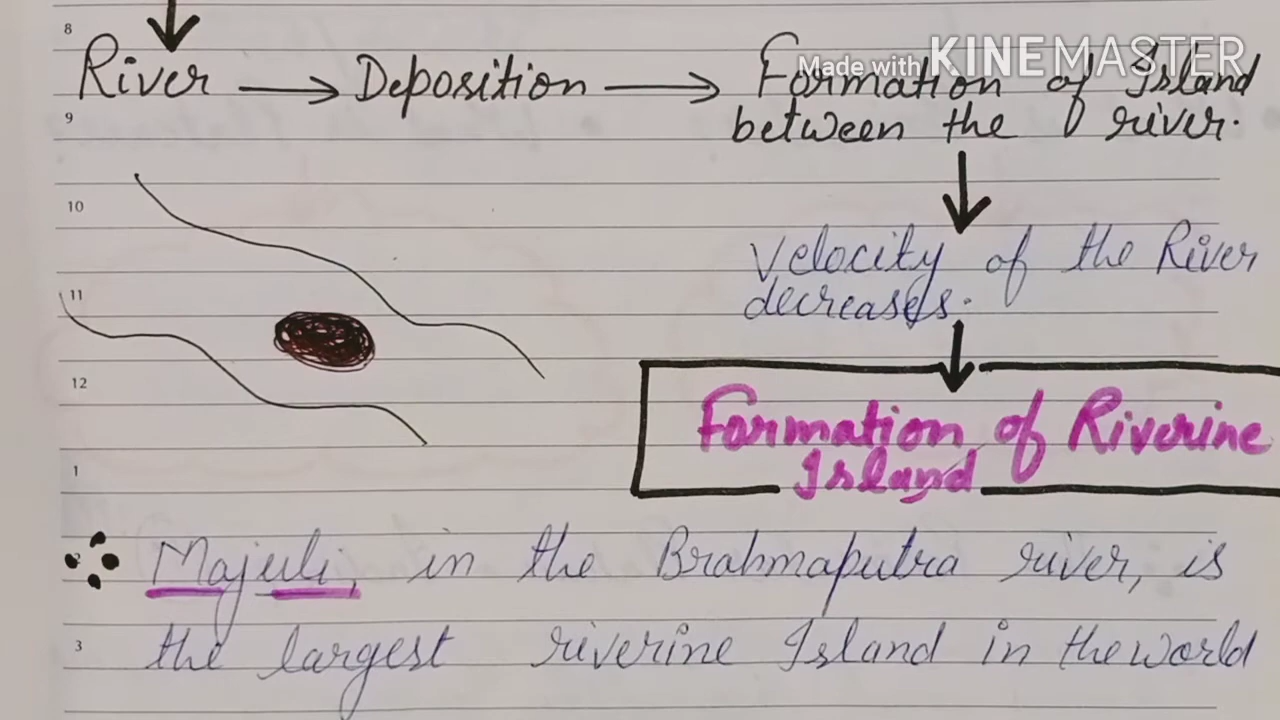 8
Made with KINEMASTER
River → Deposition → Formation of Island
between the river.
9
10
Velocity of the River
decreases.
11
12
Formation of Riverine
Island
1
2
Majuli, in the Brahmaputra river, is
3
the largest riverine Island in the world